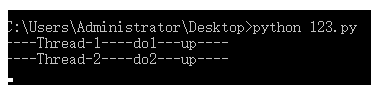 C:\Users\Administrator\Desktop>python 123.py
----Thread-1----do1---up----
----Thread-2----do2---up----